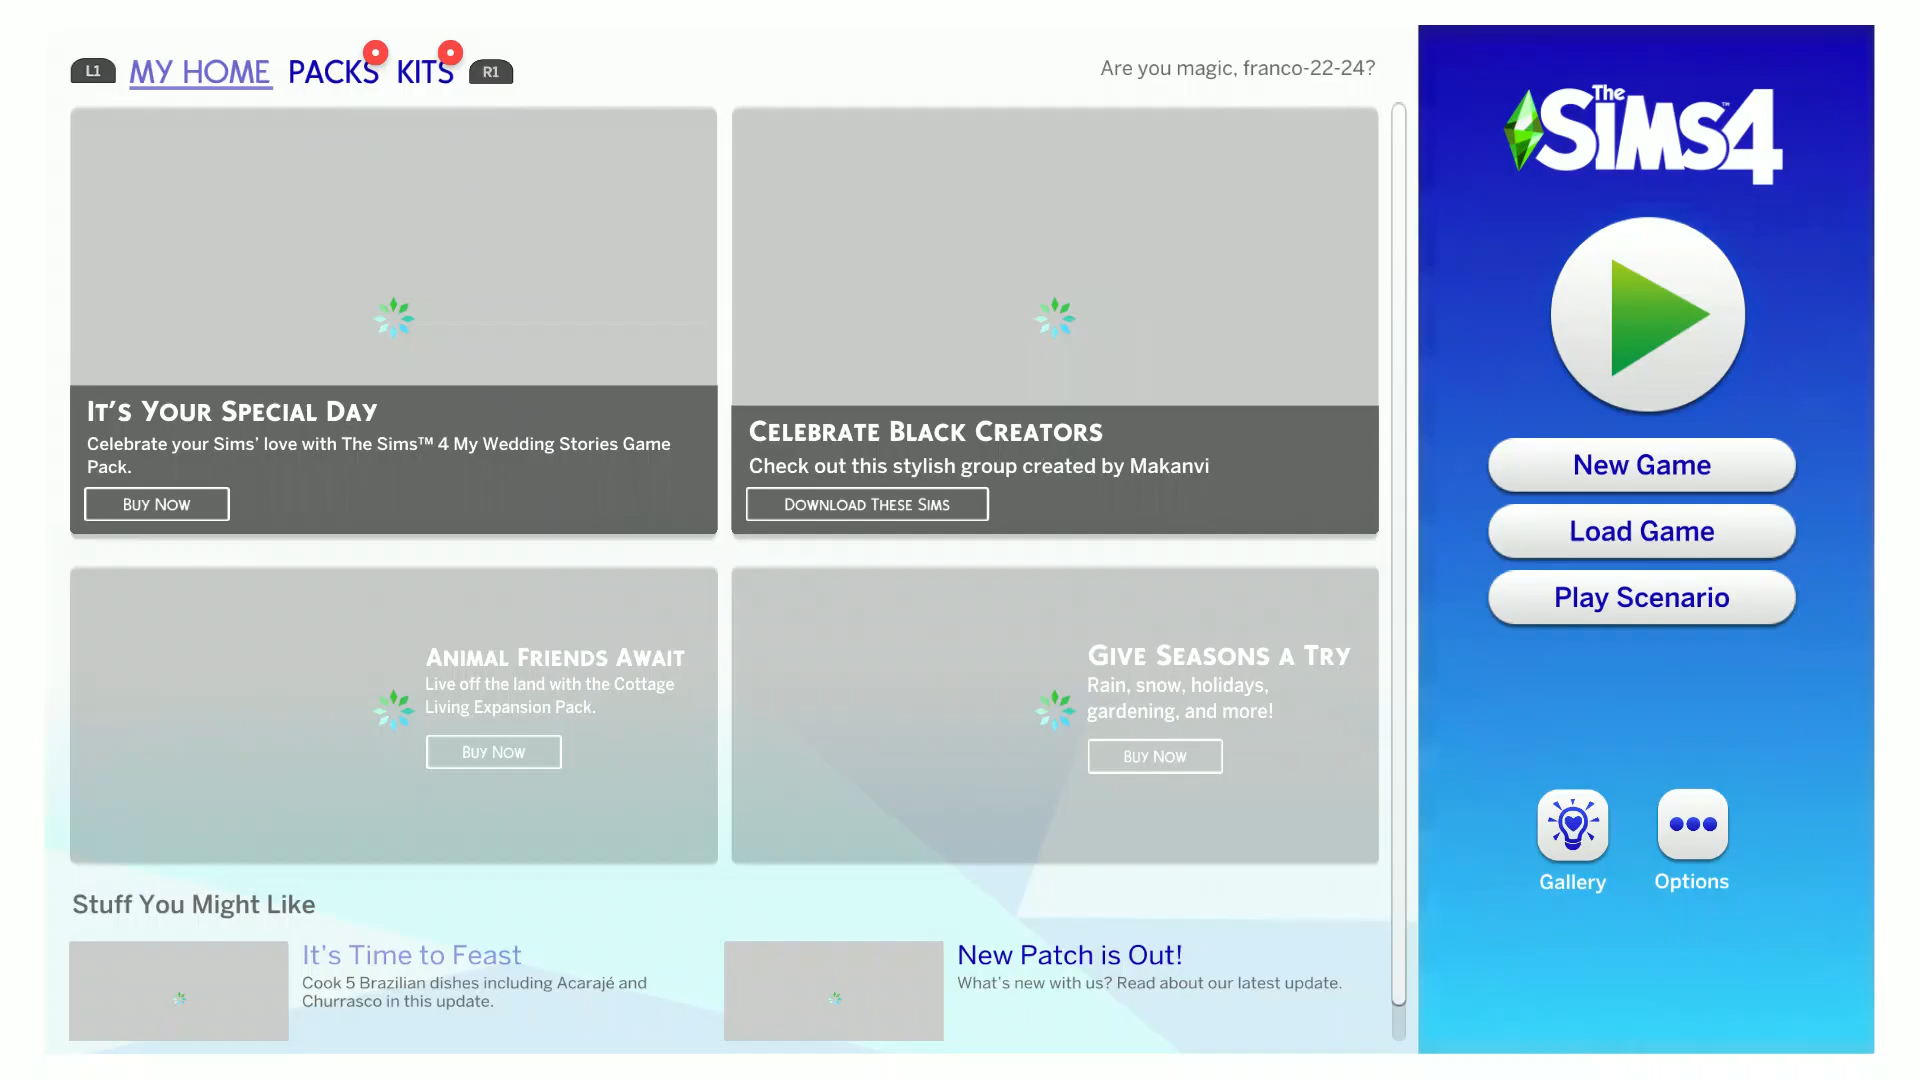 L1 MY HOME PACKS KITS R1
Are you magic, franco-22-24?
IT'S YOUR SPECIAL DAY
Celebrate your Sims' love with The Sims™ 4 My Wedding Stories Game
Pack.
BUY NOW
CELEBRATE BLACK CREATORS
Check out this stylish group created by Makanvi
DOWNLOAD THESE SIMS
ANIMAL FRIENDS AWAIT
Live off the land with the Cottage
Living Expansion Pack.
BUY NOW
GIVE SEASONS A TRY
Rain, snow, holidays,
gardening, and more!
BUY NOW
Stuff You Might Like
It's Time to Feast
Cook 5 Brazilian dishes including Acarajé and
Churrasco in this update.
New Patch is Out!
What's new with us? Read about our latest update.
The SiMS 4™
New Game
Load Game
Play Scenario
Gallery
Options